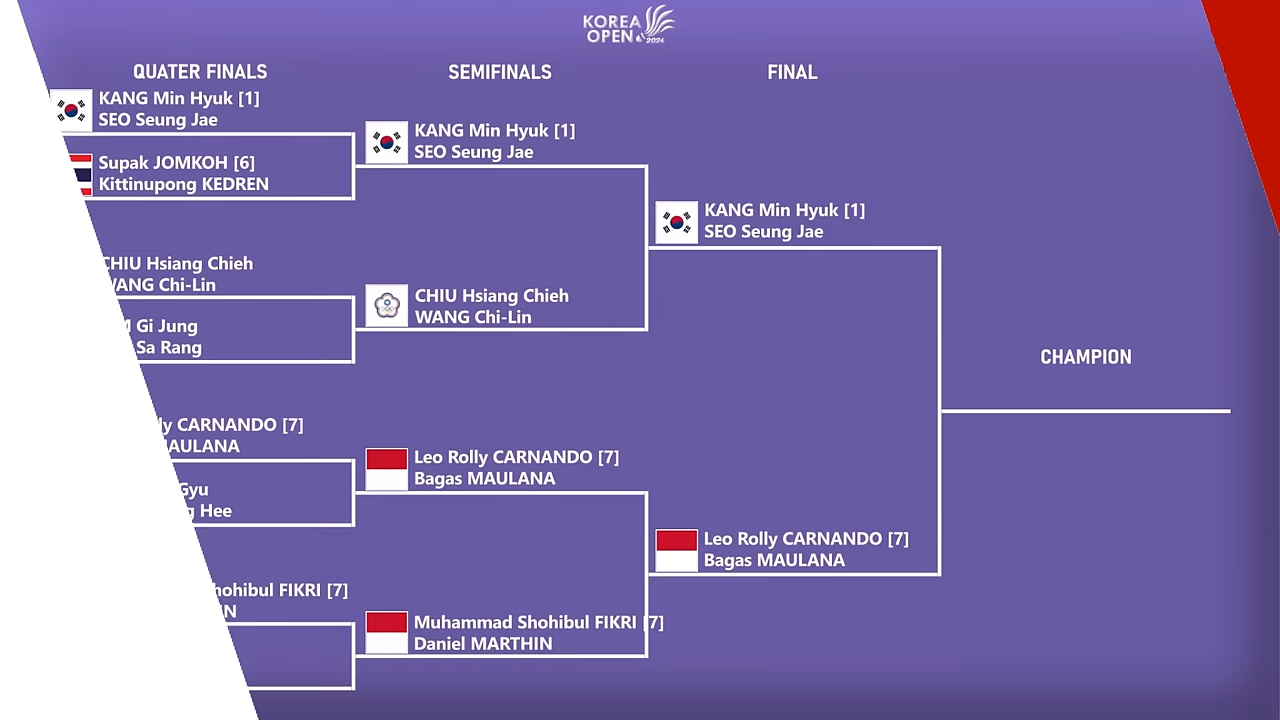 KOREA
OPEN 2024
QUATER FINALS
SEMIFINALS
FINAL
KANG Min Hyuk [1]
SEO Seung Jae
Supak JOMKOH [6]
Kittinupong KEDREN
CHIU Hsiang Chieh
WANG Chi-Lin
Gi Jung
Sa Rang
CARNANDO [7]
MAULANA
Hee
FIKRI [7]
KANG Min Hyuk [1]
SEO Seung Jae
CHIU Hsiang Chieh
WANG Chi-Lin
Leo Rolly CARNANDO [7]
Bagas MAULANA
Muhammad Shohibul FIKRI [7]
Daniel MARTHIN
KANG Min Hyuk [1]
SEO Seung Jae
Leo Rolly CARNANDO [7]
Bagas MAULANA
CHAMPION